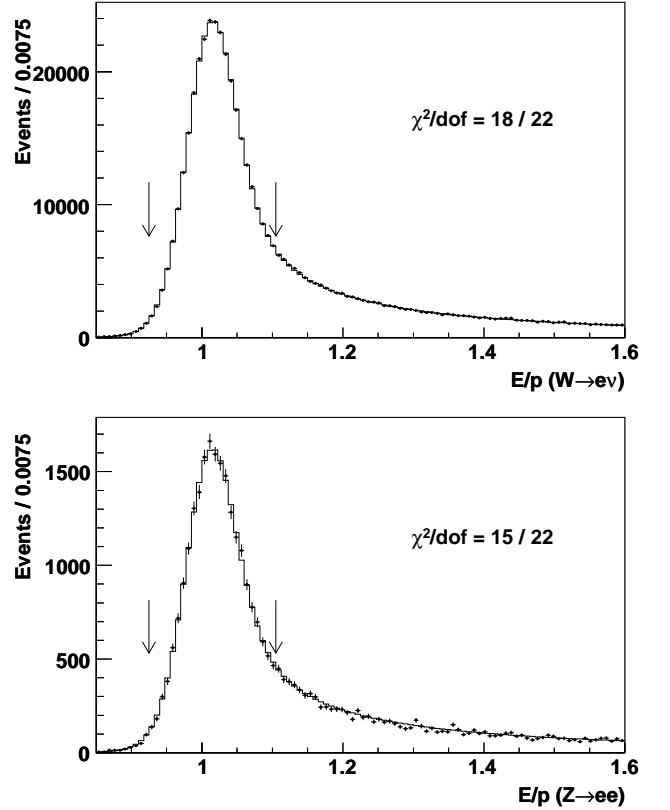 Events / 0.0075
20000
10000
0
χ²/dof = 18 / 22
1 1.2 1.4 1.6
E/p (W→eν)
Events / 0.0075
1500
1000
500
0
χ²/dof = 15 / 22
1 1.2 1.4 1.6
E/p (Z→ee)